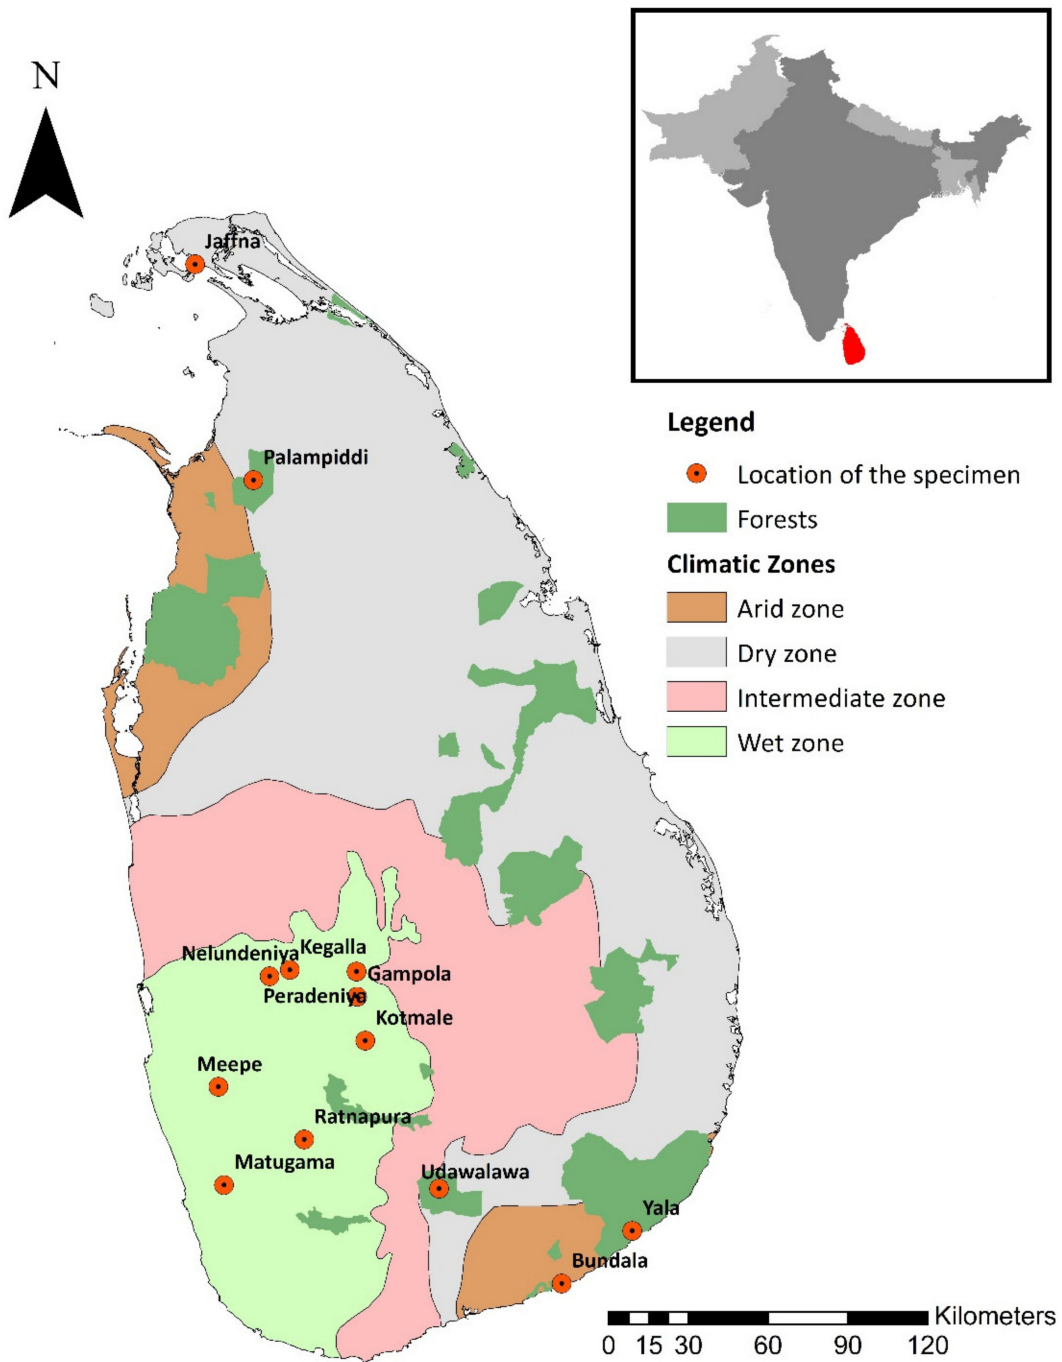 N
Jaffna
Palampiddi
Legend
Location of the specimen
Forests
Climatic Zones
Arid zone
Dry zone
Intermediate zone
Wet zone
Nelundeniya
Kegalla
Gampola
Peradeniya
Kotmale
Meepe
Ratnapura
Matugama
Udawalawa
Yala
Bundala
Kilometers
0 15 30 60 90 120